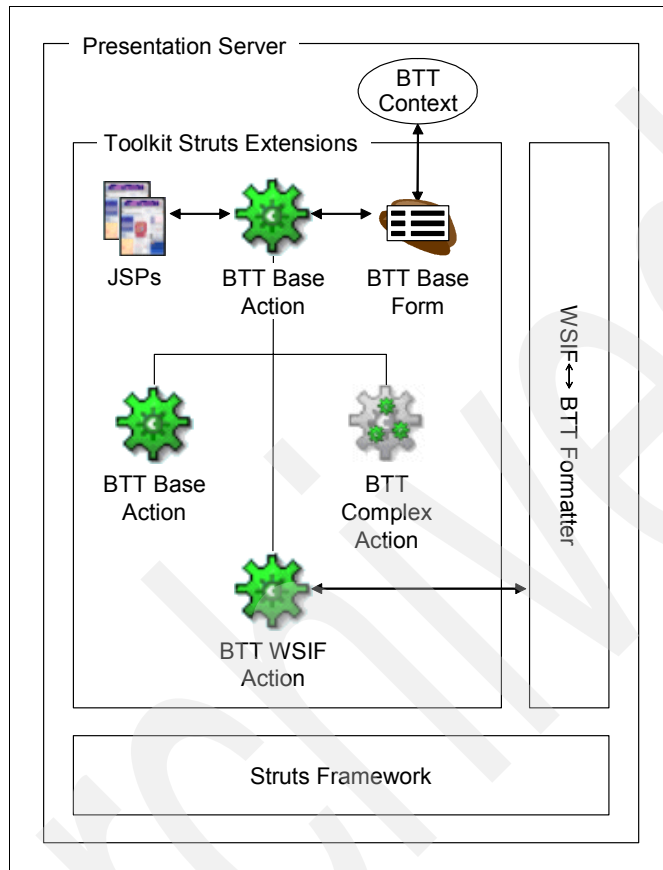 Presentation Server
BTT
Context
Toolkit Struts Extensions
JSPs
BTT Base
Action
BTT Base
Form
BTT Base
Action
BTT
Complex
Action
BTT WSIF
Action
WSIF↔BTT Formatter
Struts Framework